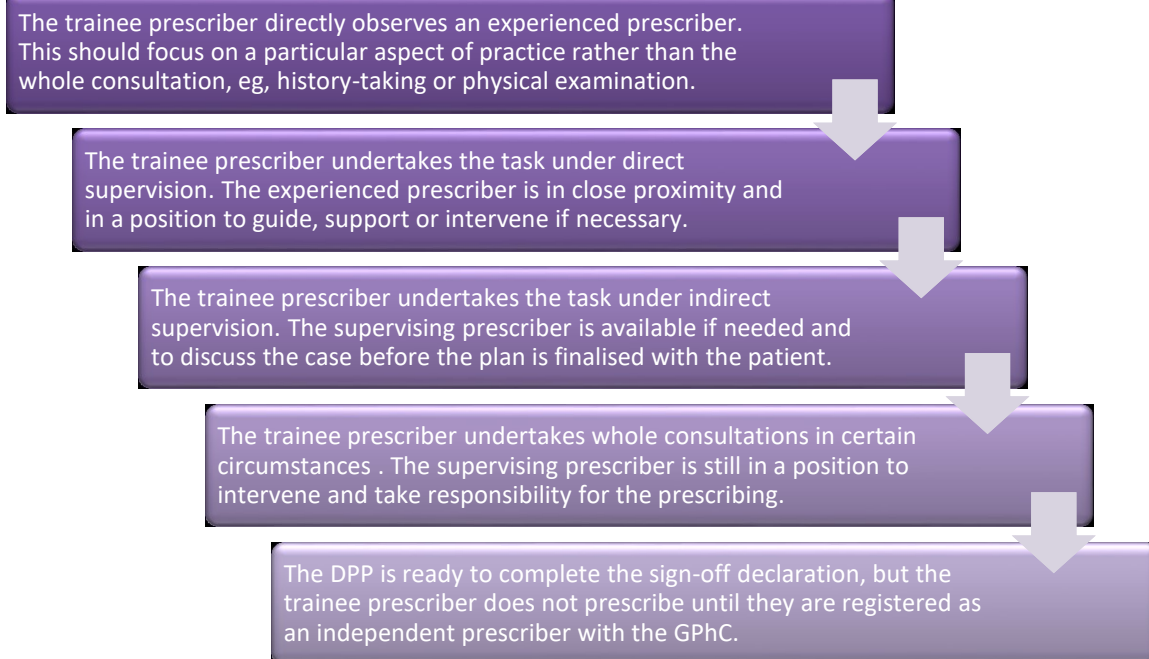 The trainee prescriber directly observes an experienced prescriber.
This should focus on a particular aspect of practice rather than the
whole consultation, eg, history-taking or physical examination.
The trainee prescriber undertakes the task under direct
supervision. The experienced prescriber is in close proximity and
in a position to guide, support or intervene if necessary.
The trainee prescriber undertakes the task under indirect
supervision. The supervising prescriber is available if needed and
to discuss the case before the plan is finalised with the patient.
The trainee prescriber undertakes whole consultations in certain
circumstances . The supervising prescriber is still in a position to
intervene and take responsibility for the prescribing.
The DPP is ready to complete the sign-off declaration, but the
trainee prescriber does not prescribe until they are registered as
an independent prescriber with the GPhC.